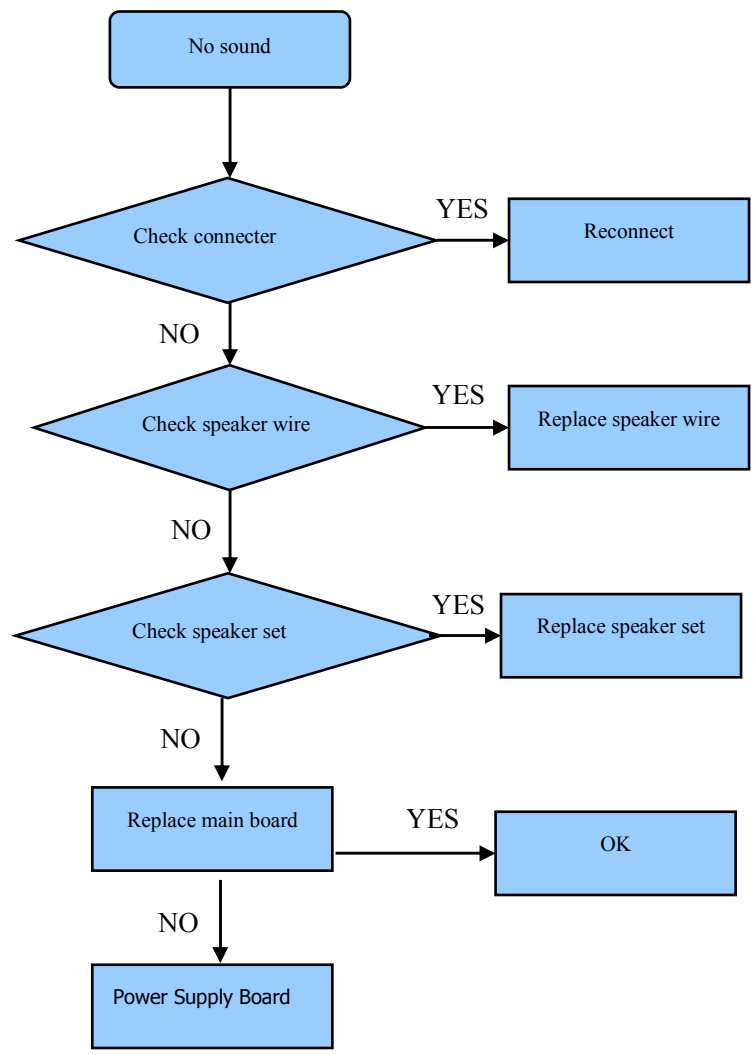 No sound
Check connecter
YES
Reconnect
NO
Check speaker wire
YES
Replace speaker wire
NO
Check speaker set
YES
Replace speaker set
NO
Replace main board
YES
OK
NO
Power Supply Board